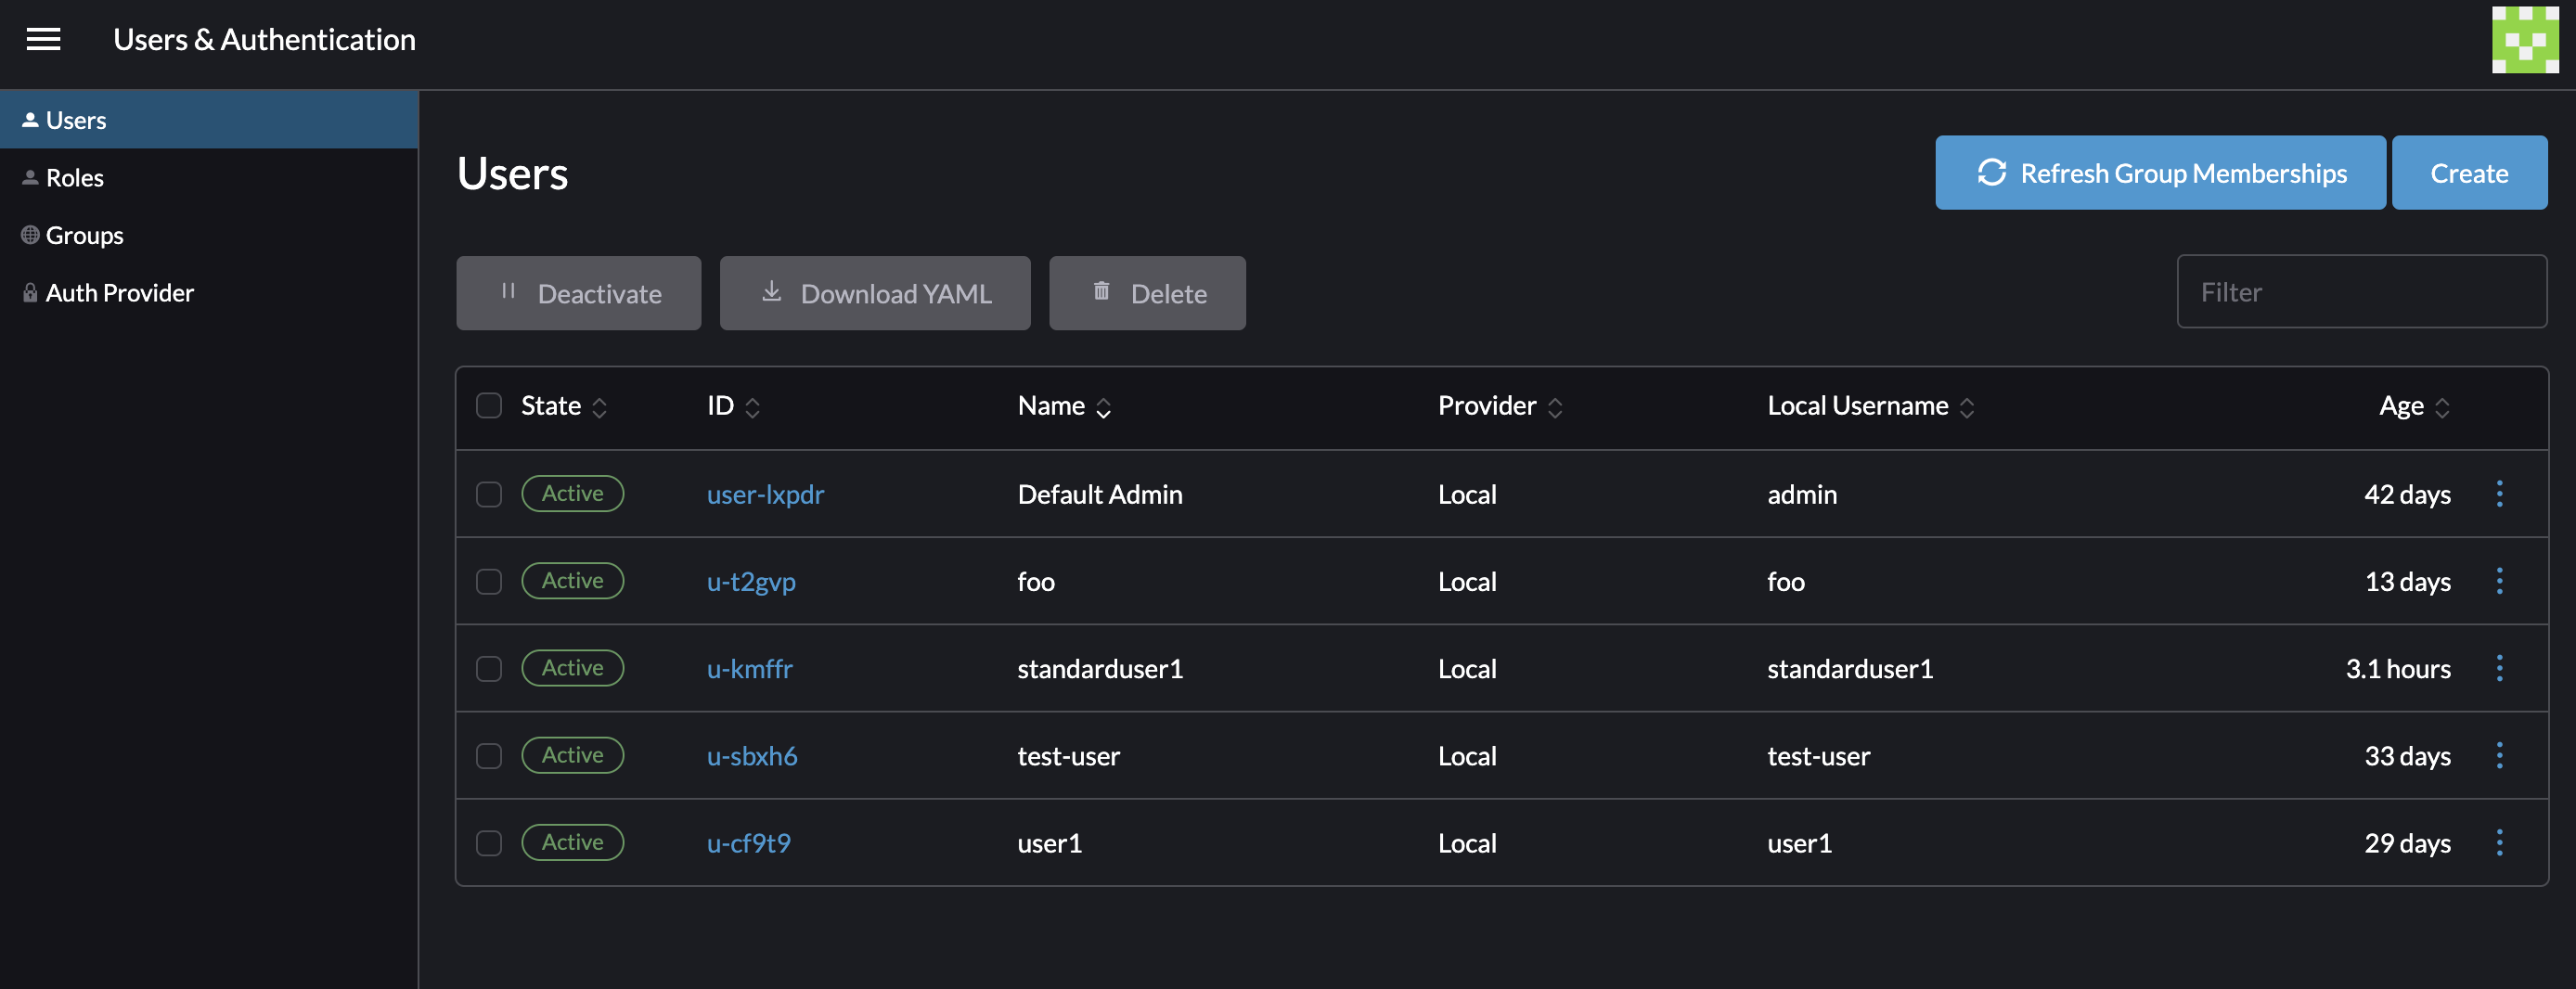 Users & Authentication
Users
Roles
Groups
Auth Provider
Users
Refresh Group Memberships
Create
Deactivate
Download YAML
Delete
Filter
State ID Name Provider Local Username Age
Active user-lxpdr Default Admin Local admin 42 days
Active u-t2gvp foo Local foo 13 days
Active u-kmffr standarduser1 Local standarduser1 3.1 hours
Active u-sbxh6 test-user Local test-user 33 days
Active u-cf9t9 user1 Local user1 29 days